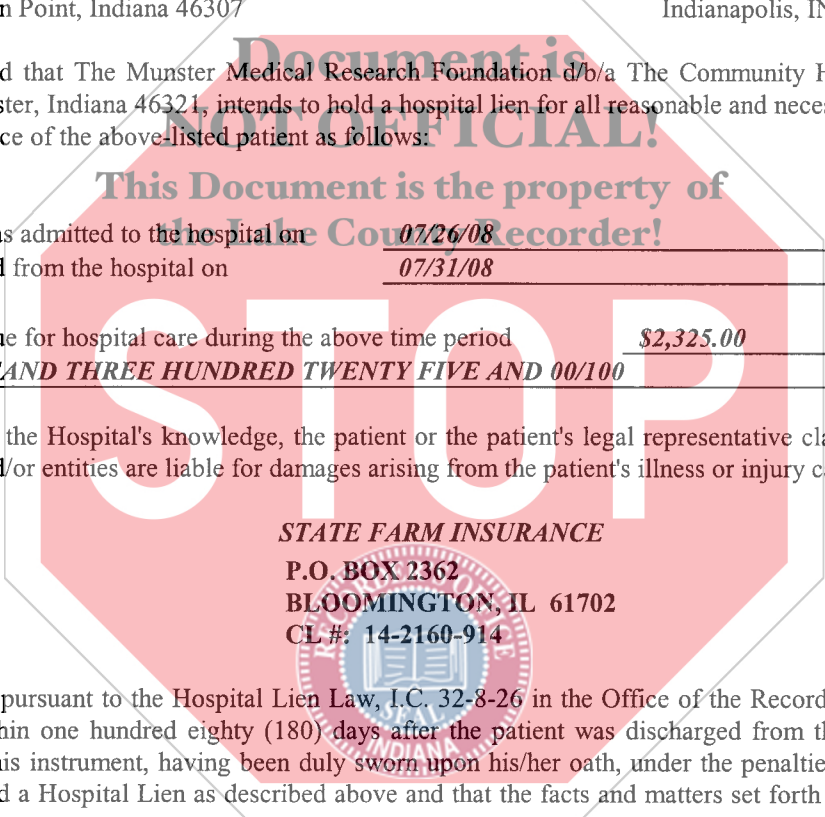 n Point, Indiana 46307 Indianapolis, IN
Document is
d that The Munster Medical Research Foundation d/b/a The Community H
ster, Indiana 46321, intends to hold a hospital lien for all reasonable and neces
NOT OFFICIAL!
ce of the above-listed patient as follows:
This Document is the property of
the Lake County Recorder!
as admitted to the hospital on 07/26/08
d from the hospital on 07/31/08
ue for hospital care during the above time period $2,325.00
AND THREE HUNDRED TWENTY FIVE AND 00/100
STOP
the Hospital's knowledge, the patient or the patient's legal representative cla
d/or entities are liable for damages arising from the patient's illness or injury c
STATE FARM INSURANCE
P.O. BOX 2362
BLOOMINGTON, IL 61702
CL #: 14-2160-914
RECORDER'S OFFICE
SEAL
INDIANA
pursuant to the Hospital Lien Law, I.C. 32-8-26 in the Office of the Record
hin one hundred eighty (180) days after the patient was discharged from th
his instrument, having been duly sworn upon his/her oath, under the penaltie
d a Hospital Lien as described above and that the facts and matters set forth